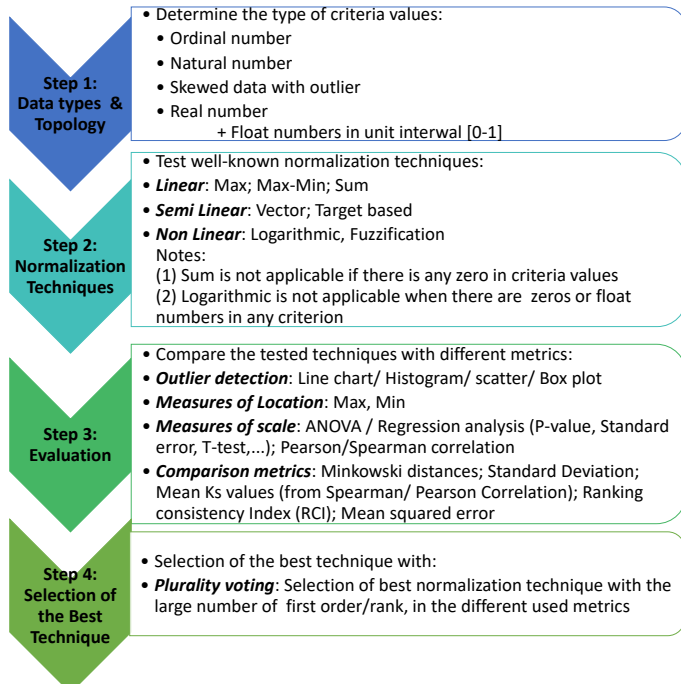 Step 1:
Data types & 
Topology
• Determine the type of criteria values:
• Ordinal number
• Natural number
• Skewed data with outlier
• Real number
+ Float numbers in unit interwal [0-1]
Step 2:
Normalization
Techniques
• Test well-known normalization techniques:
• Linear: Max; Max-Min; Sum
• Semi Linear: Vector; Target based
• Non Linear: Logarithmic, Fuzzification
Notes:
(1) Sum is not applicable if there is any zero in criteria values
(2) Logarithmic is not applicable when there are zeros or float
numbers in any criterion
Step 3:
Evaluation
• Compare the tested techniques with different metrics:
• Outlier detection: Line chart/ Histogram/ scatter/ Box plot
• Measures of Location: Max, Min
• Measures of scale: ANOVA / Regression analysis (P-value, Standard
error, T-test,...); Pearson/Spearman correlation
• Comparison metrics: Minkowski distances; Standard Deviation;
Mean Ks values (from Spearman/ Pearson Correlation); Ranking
consistency Index (RCI); Mean squared error
Step 4:
Selection of
the Best
Technique
• Selection of the best technique with:
• Plurality voting: Selection of best normalization technique with the
large number of first order/rank, in the different used metrics